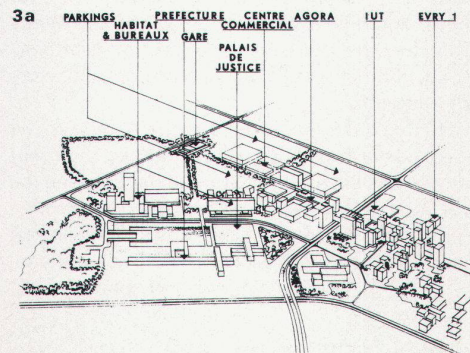 3a
PARKINGS
HABITAT
& BUREAUX
PREFECTURE
GARE
PALAIS
DE
JUSTICE
CENTRE
COMMERCIAL
AGORA
IUT
EVRY 1